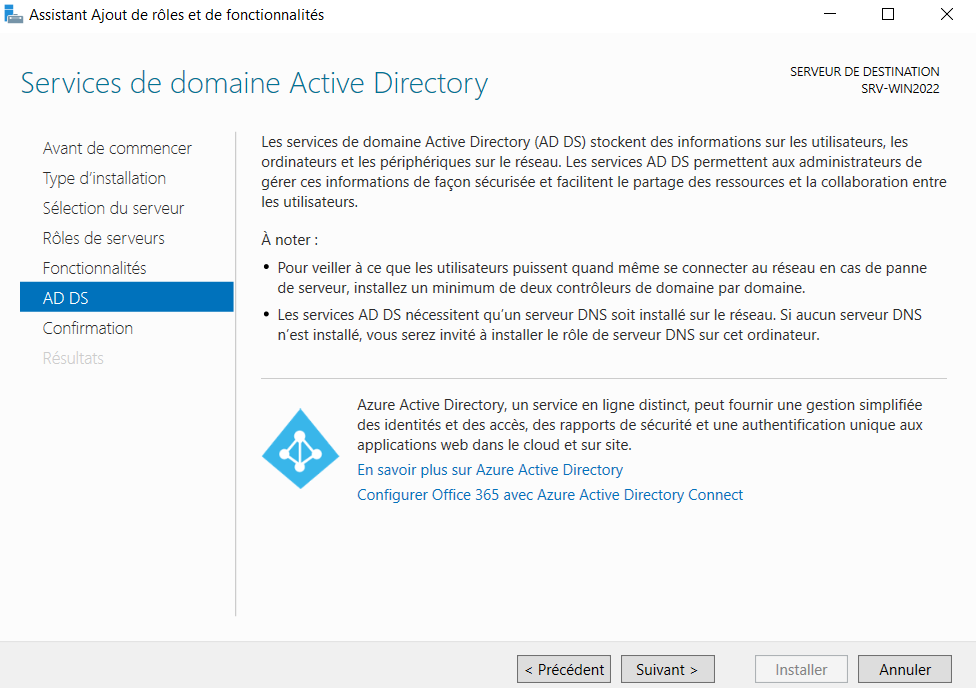 Assistant Ajout de rôles et de fonctionnalités
Services de domaine Active Directory
SERVEUR DE DESTINATION
SRV-WIN2022
Avant de commencer
Type d'installation
Sélection du serveur
Rôles de serveurs
Fonctionnalités
AD DS
Confirmation
Résultats
Les services de domaine Active Directory (AD DS) stockent des informations sur les utilisateurs, les
ordinateurs et les périphériques sur le réseau. Les services AD DS permettent aux administrateurs de
gérer ces informations de façon sécurisée et facilitent le partage des ressources et la collaboration entre
les utilisateurs.
À noter :
• Pour veiller à ce que les utilisateurs puissent quand même se connecter au réseau en cas de panne
de serveur, installez un minimum de deux contrôleurs de domaine par domaine.
• Les services AD DS nécessitent qu'un serveur DNS soit installé sur le réseau. Si aucun serveur DNS
n'est installé, vous serez invité à installer le rôle de serveur DNS sur cet ordinateur.
Azure Active Directory, un service en ligne distinct, peut fournir une gestion simplifiée
des identités et des accès, des rapports de sécurité et une authentification unique aux
applications web dans le cloud et sur site.
En savoir plus sur Azure Active Directory
Configurer Office 365 avec Azure Active Directory Connect
< Précédent
Suivant >
Installer
Annuler